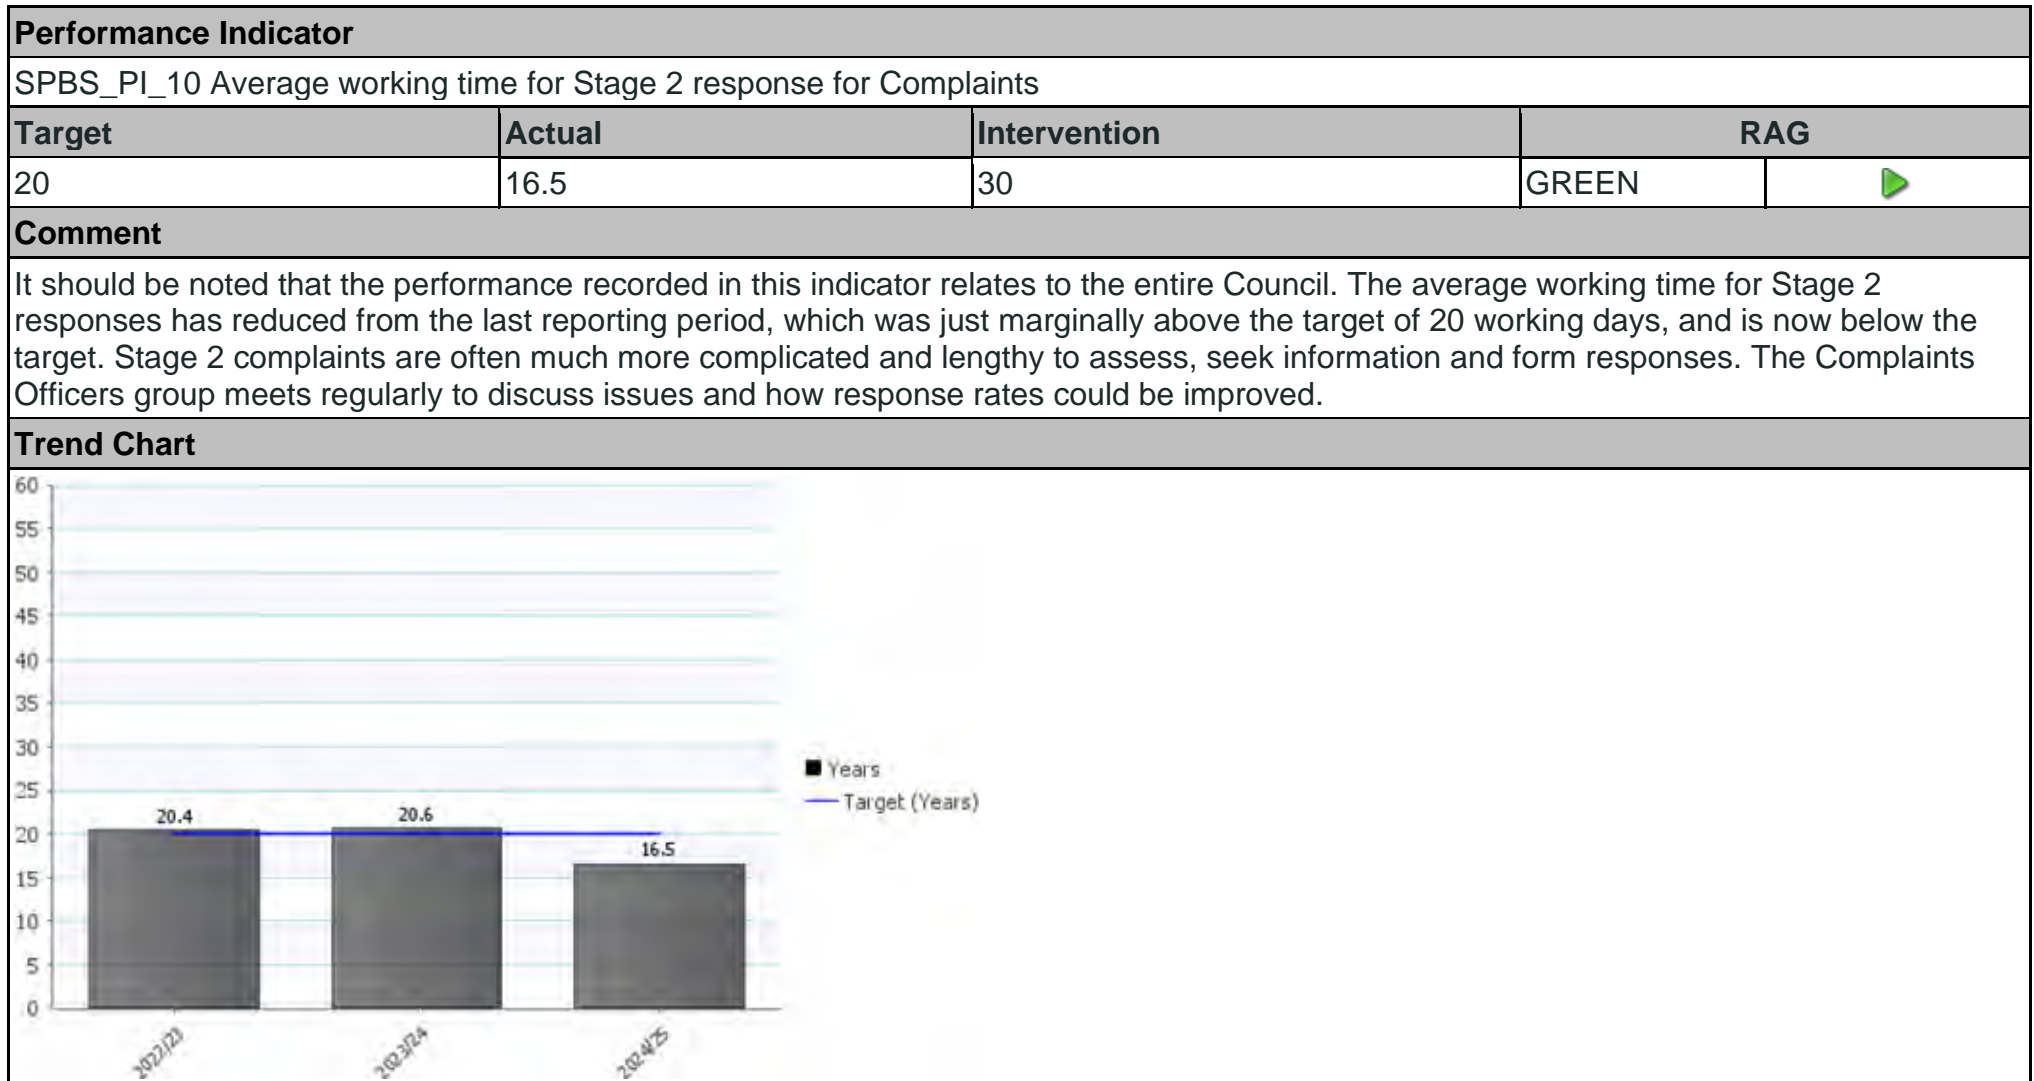 Performance Indicator
SPBS_PI_10 Average working time for Stage 2 response for Complaints
Target Actual Intervention RAG
20 16.5 30 GREEN
Comment
It should be noted that the performance recorded in this indicator relates to the entire Council. The average working time for Stage 2
responses has reduced from the last reporting period, which was just marginally above the target of 20 working days, and is now below the
target. Stage 2 complaints are often much more complicated and lengthy to assess, seek information and form responses. The Complaints
Officers group meets regularly to discuss issues and how response rates could be improved.
Trend Chart
60
55
50
45
40
35
30
25
20
15
10
5
0
20.4
20.6
16.5
2022/23
2023/24
2024/25
Years
Target (Years)